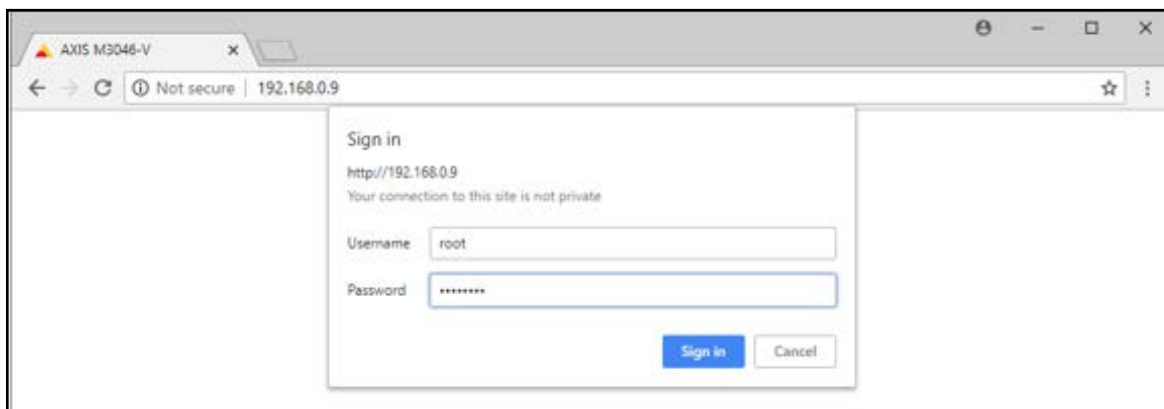 AXIS M3046-V
Not secure | 192.168.0.9
Sign in
http://192.168.0.9
Your connection to this site is not private
Username root
Password ••••••••
Sign in Cancel